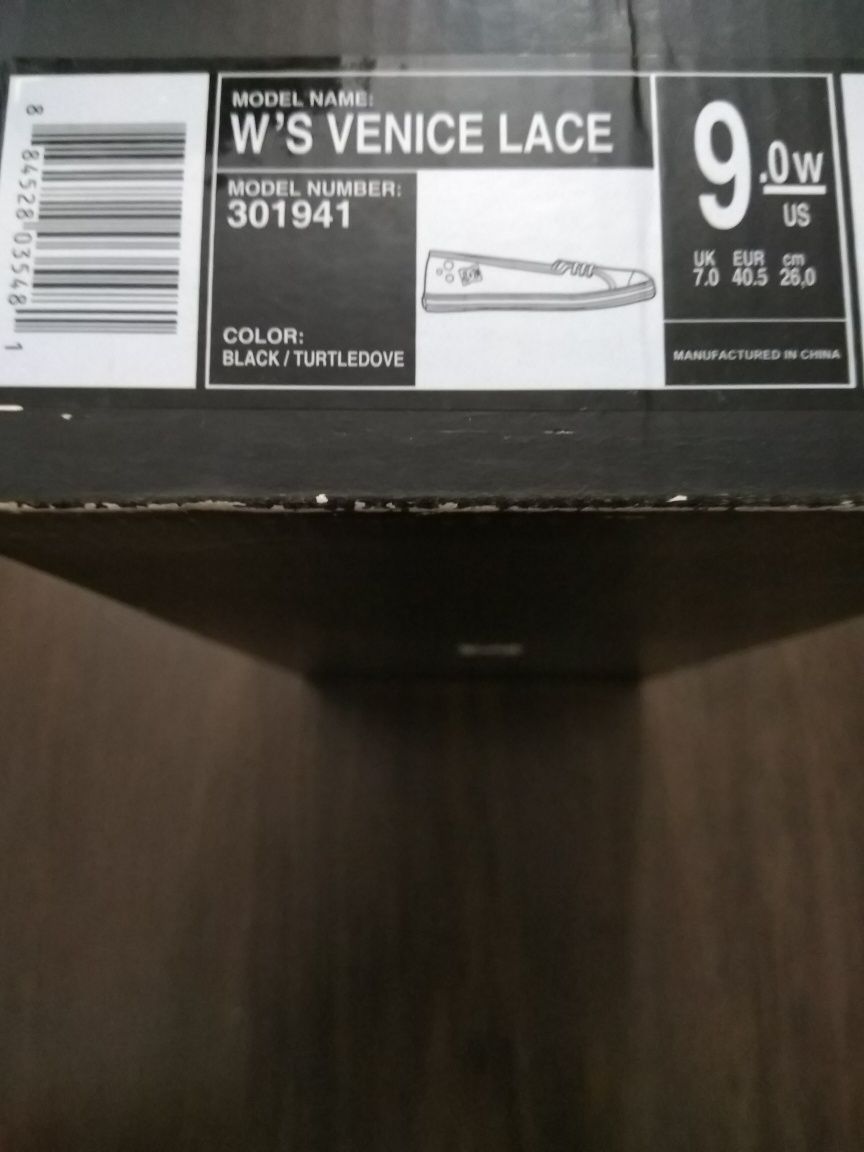 8 84528 03548 1
MODEL NAME:
W'S VENICE LACE
MODEL NUMBER:
301941
COLOR:
BLACK / TURTLEDOVE
9.0W
US
UK EUR cm
7.0 40.5 26,0
MANUFACTURED IN CHINA